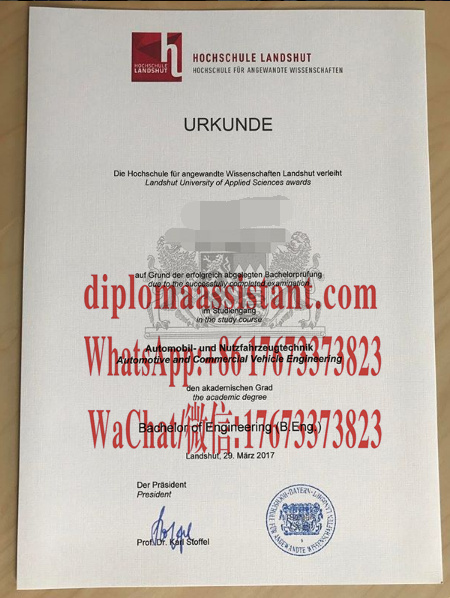 HOCHSCHULE
LANDSHUT
HOCHSCHULE LANDSHUT
HOCHSCHULE FÜR ANGEWANDTE WISSENSCHAFTEN
URKUNDE
Die Hochschule für angewandte Wissenschaften Landshut verleiht
Landshut University of Applied Sciences awards
auf Grund der erfolgreich abgelegten Bachelorprüfung
due to the successfully completed examination
diplomaassistant.com
im Studiengang
in the study course
Automobil- und Nutzfahrzeugtechnik
Automotive and Commercial Vehicle Engineering
WhatsApp:+86 17673373823
den akademischen Grad
the academic degree
WaChat/微信:17673373823
Bachelor of Engineering (B.Eng.)
Landshut, 29. März 2017
Der Präsident
President
Prof. Dr. Karl Stoffel